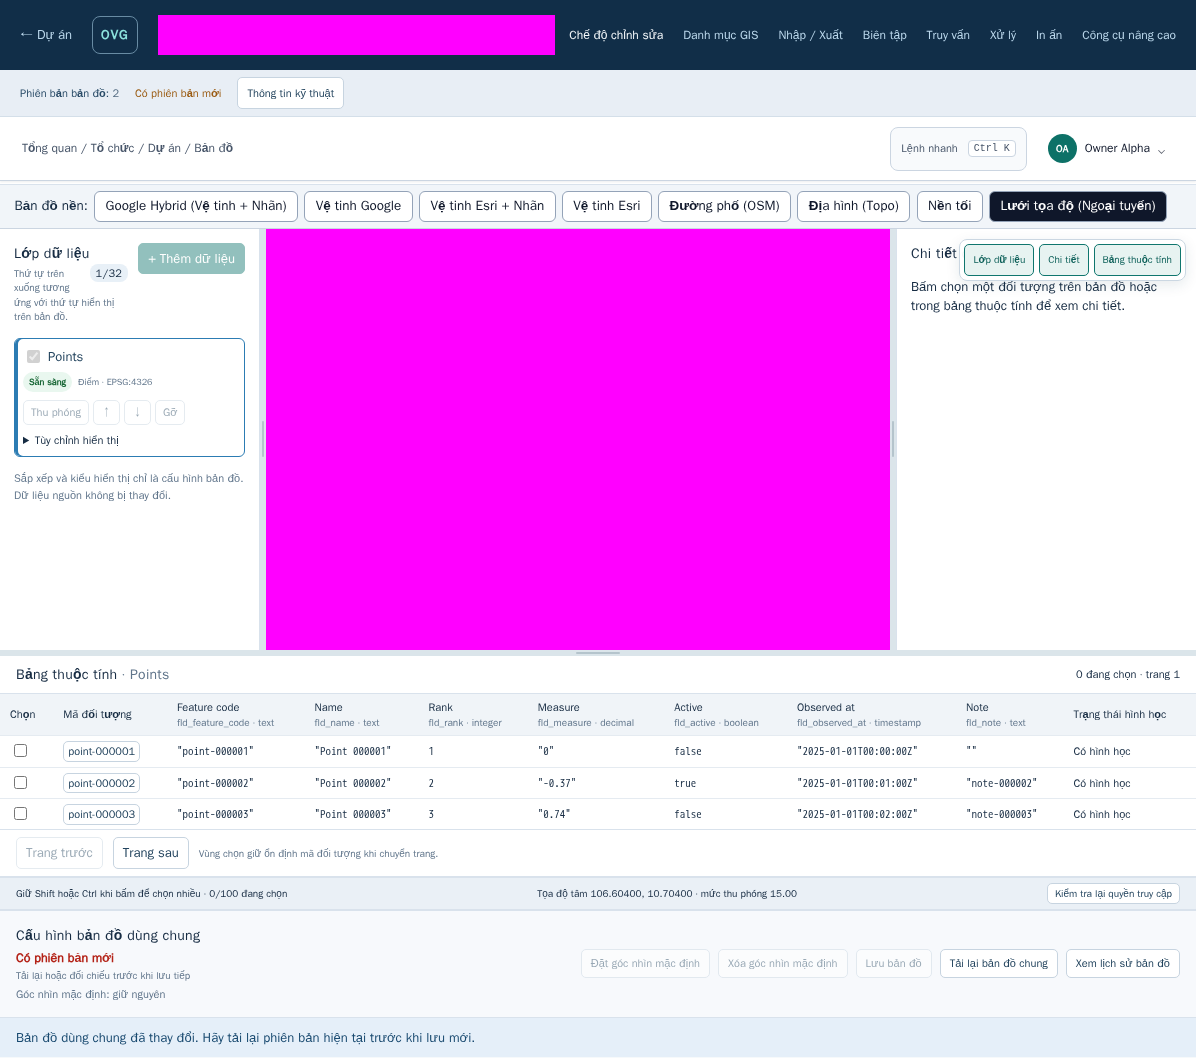 ← Dự án
OVG
Chế độ chỉnh sửa
Danh mục GIS
Nhập / Xuất
Biên tập
Truy vấn
Xử lý
In ấn
Công cụ nâng cao
Phiên bản bản đồ: 2
Có phiên bản mới
Thông tin kỹ thuật
Tổng quan / Tổ chức / Dự án / Bản đồ
Lệnh nhanh Ctrl K
OA Owner Alpha
Bản đồ nền:
Google Hybrid (Vệ tinh + Nhãn)
Vệ tinh Google
Vệ tinh Esri + Nhãn
Vệ tinh Esri
Đường phố (OSM)
Địa hình (Topo)
Nền tối
Lưới tọa độ (Ngoại tuyến)
Lớp dữ liệu
Thứ tự trên
xuống tương
ứng với thứ tự hiển thị
trên bản đồ.
1/32
+ Thêm dữ liệu
Points
Sẵn sàng Điểm · EPSG:4326
Thu phóng ↑ ↓ Gỡ
Tùy chỉnh hiển thị
Sắp xếp và kiểu hiển thị chỉ là cấu hình bản đồ.
Dữ liệu nguồn không bị thay đổi.
Chi tiết
Lớp dữ liệu
Chi tiết
Bảng thuộc tính
Bấm chọn một đối tượng trên bản đồ hoặc
trong bảng thuộc tính để xem chi tiết.
Bảng thuộc tính · Points
0 đang chọn · trang 1
Chọn Mã đối tượng Feature code Name Rank Measure Active Observed at Note Trạng thái hình học
fld_feature_code · text fld_name · text fld_rank · integer fld_measure · decimal fld_active · boolean fld_observed_at · timestamp fld_note · text
point-000001 "point-000001" "Point 000001" 1 "0" false "2025-01-01T00:00:00Z" "" Có hình học
point-000002 "point-000002" "Point 000002" 2 "-0.37" true "2025-01-01T00:01:00Z" "note-000002" Có hình học
point-000003 "point-000003" "Point 000003" 3 "0.74" false "2025-01-01T00:02:00Z" "note-000003" Có hình học
Trang trước
Trang sau
Vùng chọn giữ ổn định mã đối tượng khi chuyển trang.
Giữ Shift hoặc Ctrl khi bấm để chọn nhiều · 0/100 đang chọn
Tọa độ tâm 106.60400, 10.70400 · mức thu phóng 15.00
Kiểm tra lại quyền truy cập
Cấu hình bản đồ dùng chung
Có phiên bản mới
Tải lại hoặc đối chiếu trước khi lưu tiếp
Góc nhìn mặc định: giữ nguyên
Đặt góc nhìn mặc định
Xóa góc nhìn mặc định
Lưu bản đồ
Tải lại bản đồ chung
Xem lịch sử bản đồ
Bản đồ dùng chung đã thay đổi. Hãy tải lại phiên bản hiện tại trước khi lưu mới.